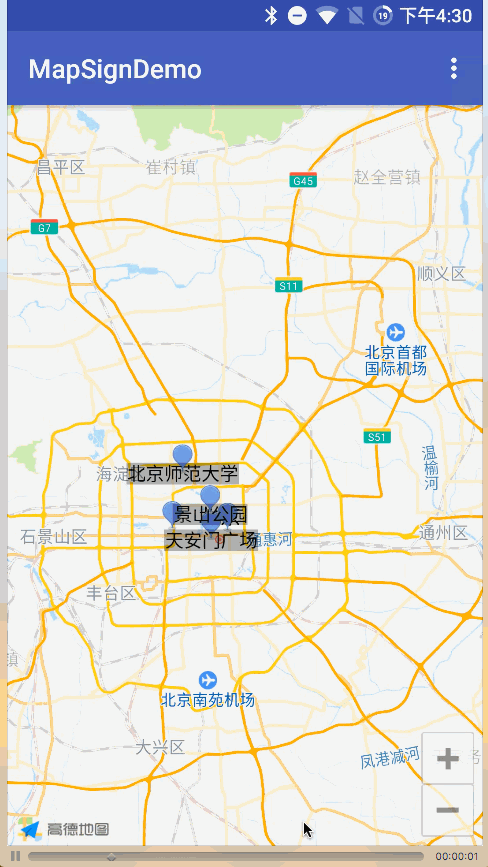 19 下午4:30
MapSignDemo
昌平区
崔村镇
G45
赵全营镇
G7
顺义区
S11
北京首都
国际机场
S51
温榆河
海淀
北京师范大学
景山公园
天安门广场
通惠河
石景山区
通州区
丰台区
镇
北京南苑机场
大兴区
凤港减河
高德地图
00:00:01